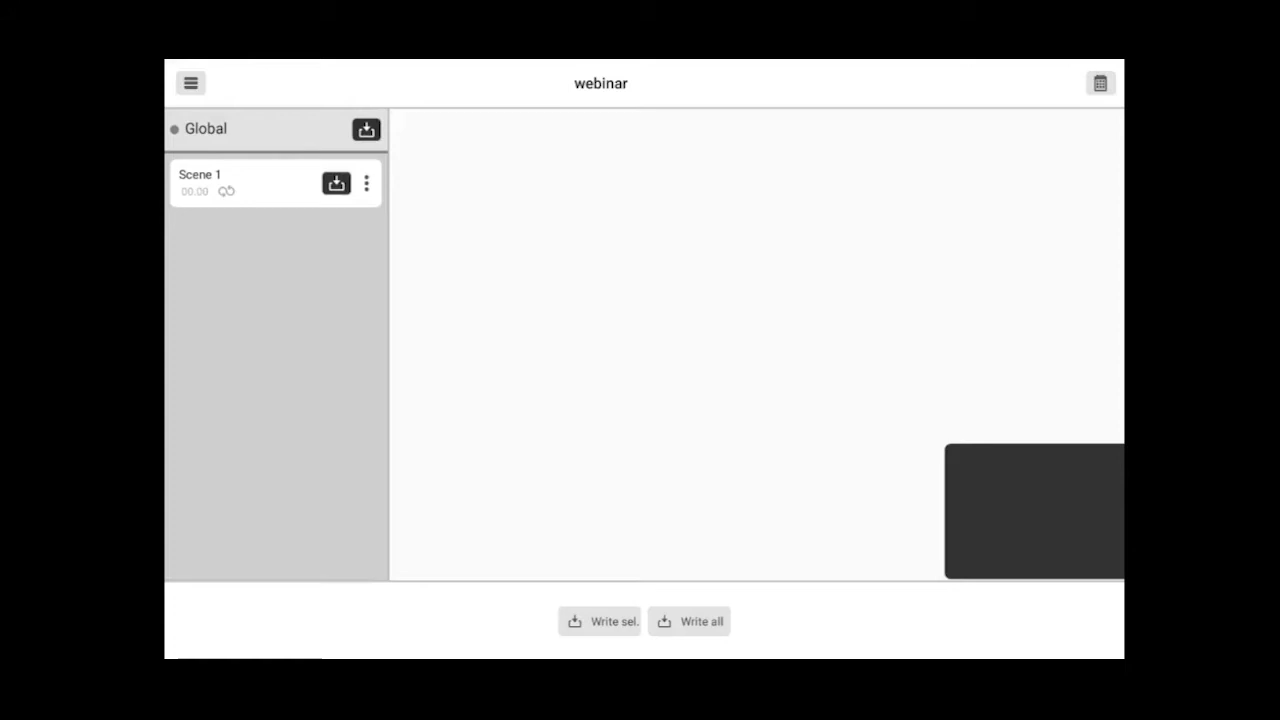 webinar
Global
Scene 1
00.00
Write sel.
Write all